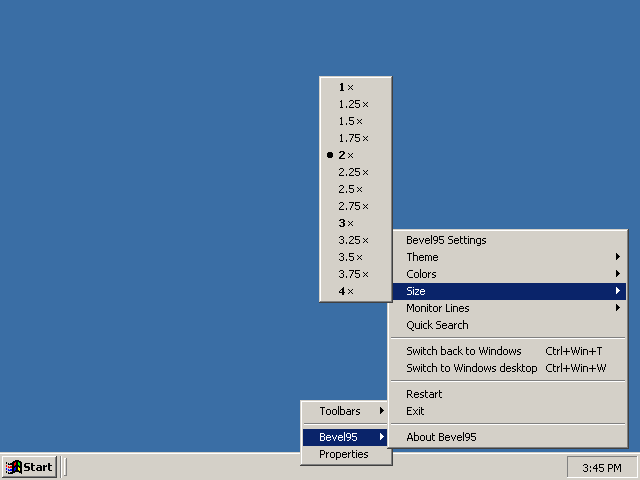 1×
1.25×
1.5×
1.75×
2×
2.25×
2.5×
2.75×
3×
3.25×
3.5×
3.75×
4×
Bevel95 Settings
Theme
Colors
Size
Monitor Lines
Quick Search
Switch back to Windows Ctrl+Win+T
Switch to Windows desktop Ctrl+Win+W
Restart
Exit
About Bevel95
Toolbars
Bevel95
Properties
Start
3:45 PM